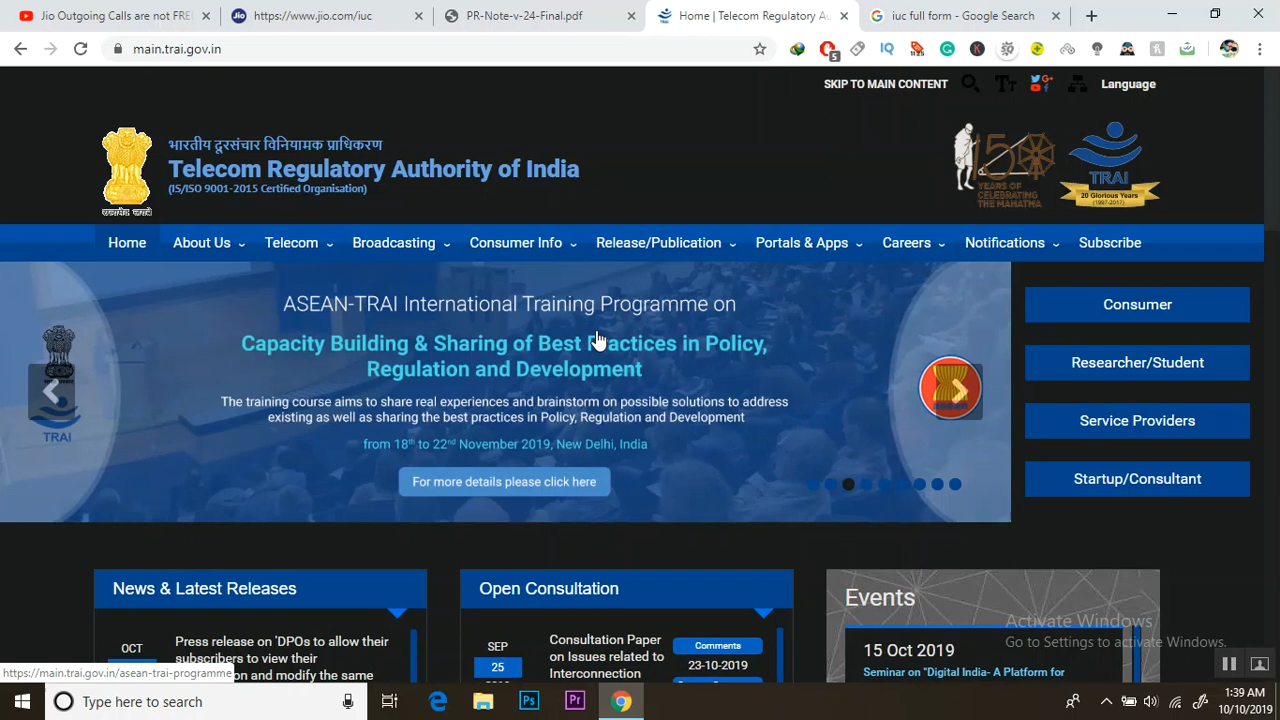 Jio Outgoing Calls are not FRE
https://www.jio.com/iuc
PR-Note-v-24-Final.pdf
Home | Telecom Regulatory Au
iuc full form - Google Search
main.trai.gov.in
SKIP TO MAIN CONTENT
Language
भारतीय दूरसंचार विनियामक प्राधिकरण
Telecom Regulatory Authority of India
(IS/ISO 9001-2015 Certified Organisation)
150
YEARS OF
CELEBRATING
THE MAHATMA
TRAI
20 Glorious Years
(1997-2017)
Home
About Us
Telecom
Broadcasting
Consumer Info
Release/Publication
Portals & Apps
Careers
Notifications
Subscribe
ASEAN-TRAI International Training Programme on
Capacity Building & Sharing of Best Practices in Policy,
Regulation and Development
The training course aims to share real experiences and brainstorm on possible solutions to address
existing as well as sharing the best practices in Policy, Regulation and Development
from 18th to 22nd November 2019, New Delhi, India
For more details please click here
TRAI
Consumer
Researcher/Student
Service Providers
Startup/Consultant
News & Latest Releases
OCT
Press release on 'DPOs to allow their
subscribers to view their
and modify the same
Open Consultation
SEP
25
Consultation Paper
on Issues related to
Interconnection
Comments
23-10-2019
Events
15 Oct 2019
Seminar on "Digital India- A Platform for
Activate Windows
Go to Settings to activate Windows.
https://main.trai.gov.in/asean-trai-programme
Type here to search
1:39 AM
10/10/2019